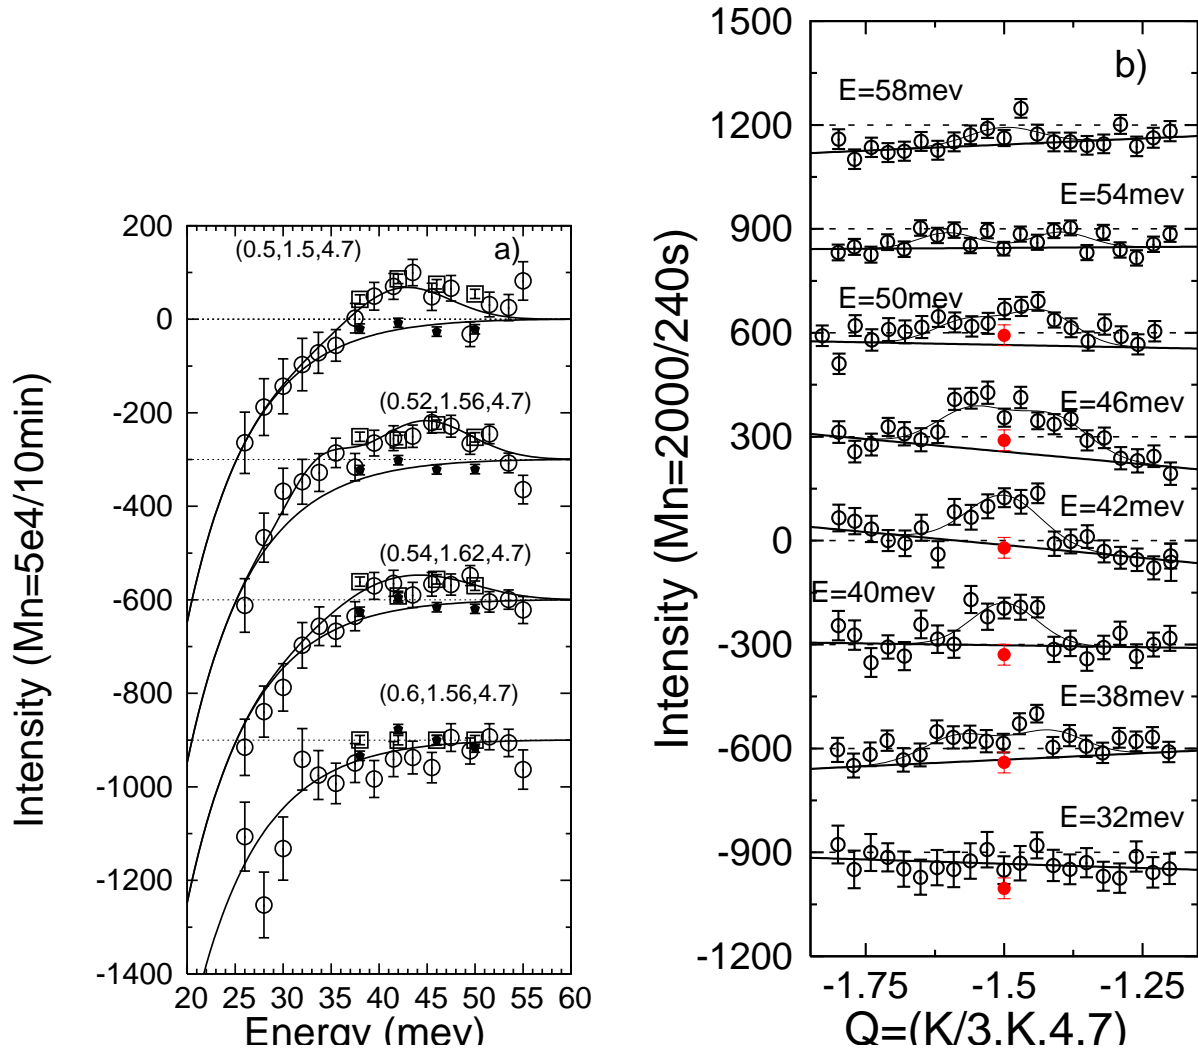 a)
(0.5,1.5,4.7)
(0.52,1.56,4.7)
(0.54,1.62,4.7)
(0.6,1.56,4.7)
200
0
-200
-400
-600
-800
-1000
-1200
-1400
20 25 30 35 40 45 50 55 60
Energy (mev)
Intensity (Mn=5e4/10min)
b)
E=58mev
E=54mev
E=50mev
E=46mev
E=42mev
E=40mev
E=38mev
E=32mev
1500
1200
900
600
300
0
-300
-600
-900
-1200
-1.75 -1.5 -1.25
Q=(K/3,K,4.7)
Intensity (Mn=2000/240s)